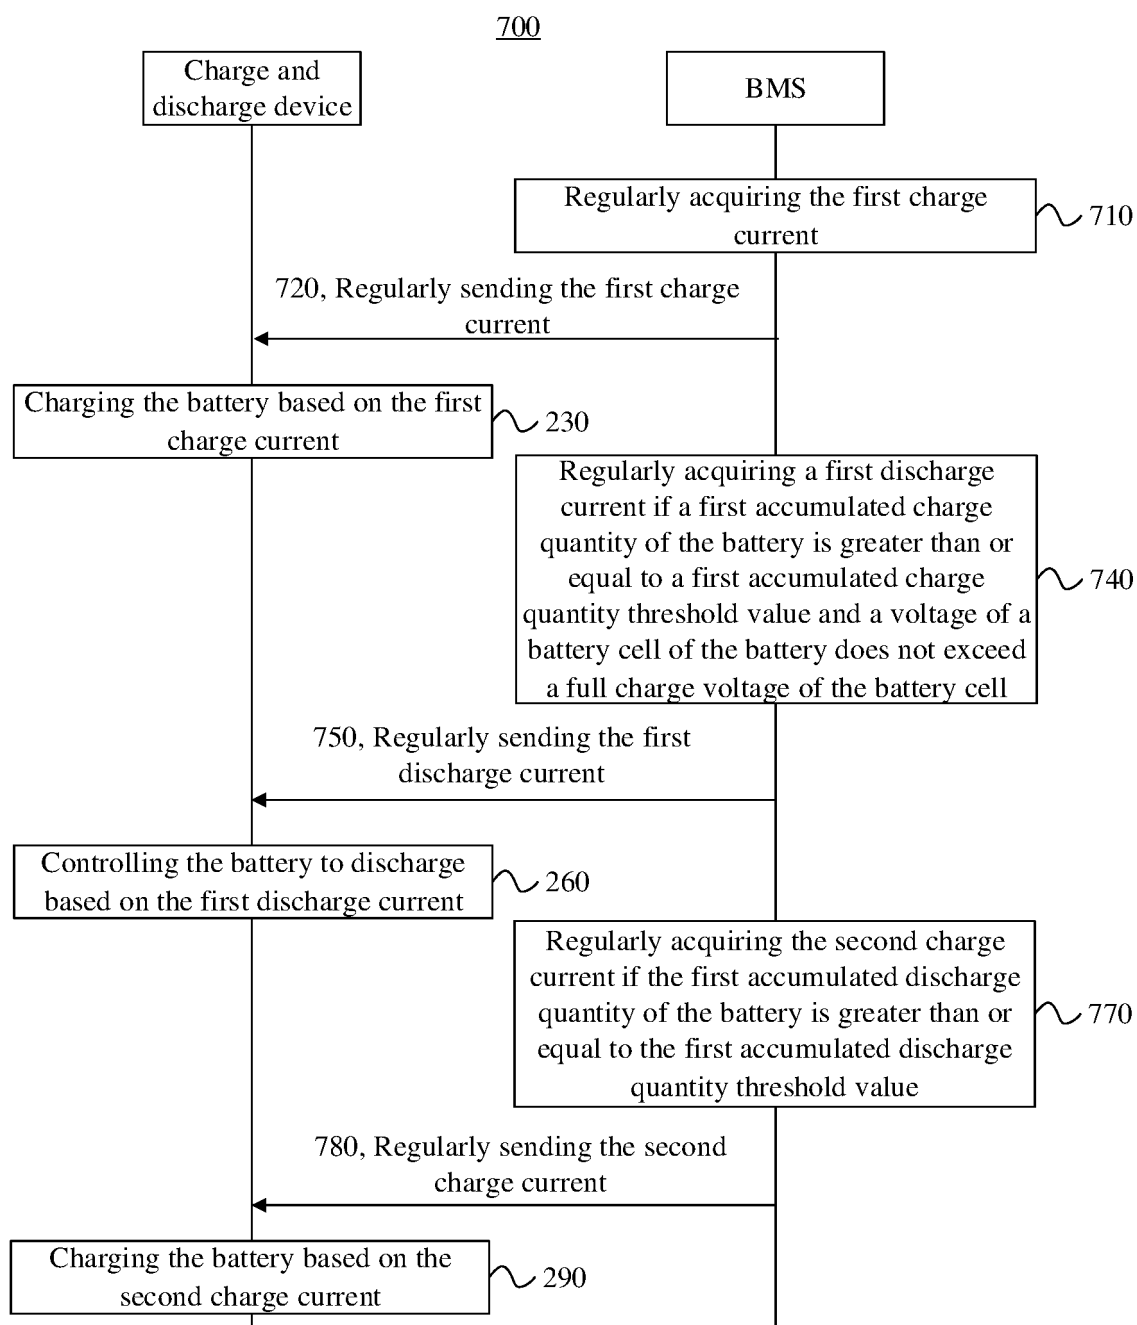 700
Charge and
discharge device
BMS
Regularly acquiring the first charge
current
710
720, Regularly sending the first charge
current
Charging the battery based on the first
charge current
230
Regularly acquiring a first discharge
current if a first accumulated charge
quantity of the battery is greater than or
equal to a first accumulated charge
quantity threshold value and a voltage of a
battery cell of the battery does not exceed
a full charge voltage of the battery cell
740
750, Regularly sending the first
discharge current
Controlling the battery to discharge
based on the first discharge current
260
Regularly acquiring the second charge
current if the first accumulated discharge
quantity of the battery is greater than or
equal to the first accumulated discharge
quantity threshold value
770
780, Regularly sending the second
charge current
Charging the battery based on the
second charge current
290